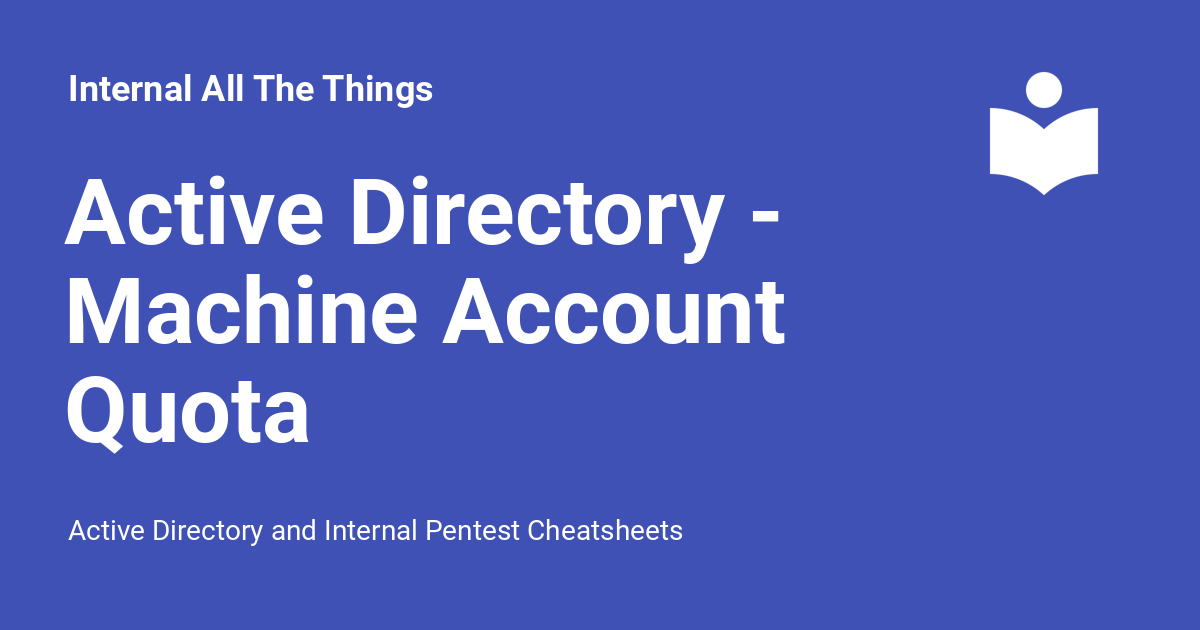 Internal All The Things
Active Directory -
Machine Account
Quota
Active Directory and Internal Pentest Cheatsheets